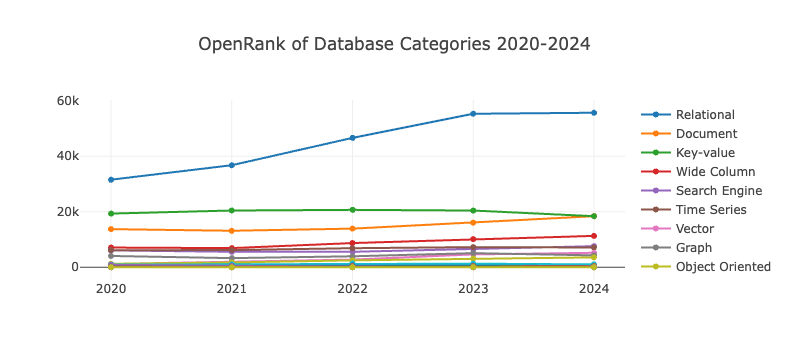 OpenRank of Database Categories 2020-2024
60k
40k
20k
0
2020 2021 2022 2023 2024
Relational
Document
Key-value
Wide Column
Search Engine
Time Series
Vector
Graph
Object Oriented